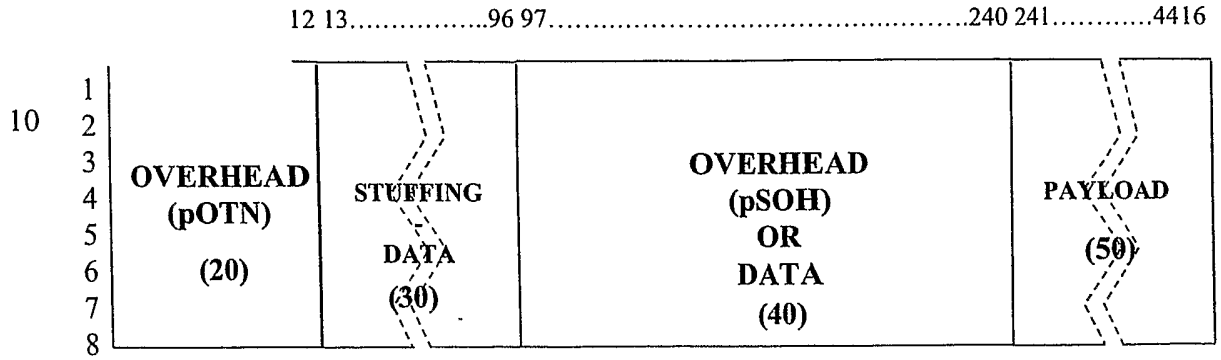 12 13................96 97.......................................................................240 241............4416
10
1
2
3
4
5
6
7
8
OVERHEAD
(pOTN)
(20)
STUFFING
DATA
(30)
OVERHEAD
(pSOH)
OR
DATA
(40)
PAYLOAD
(50)